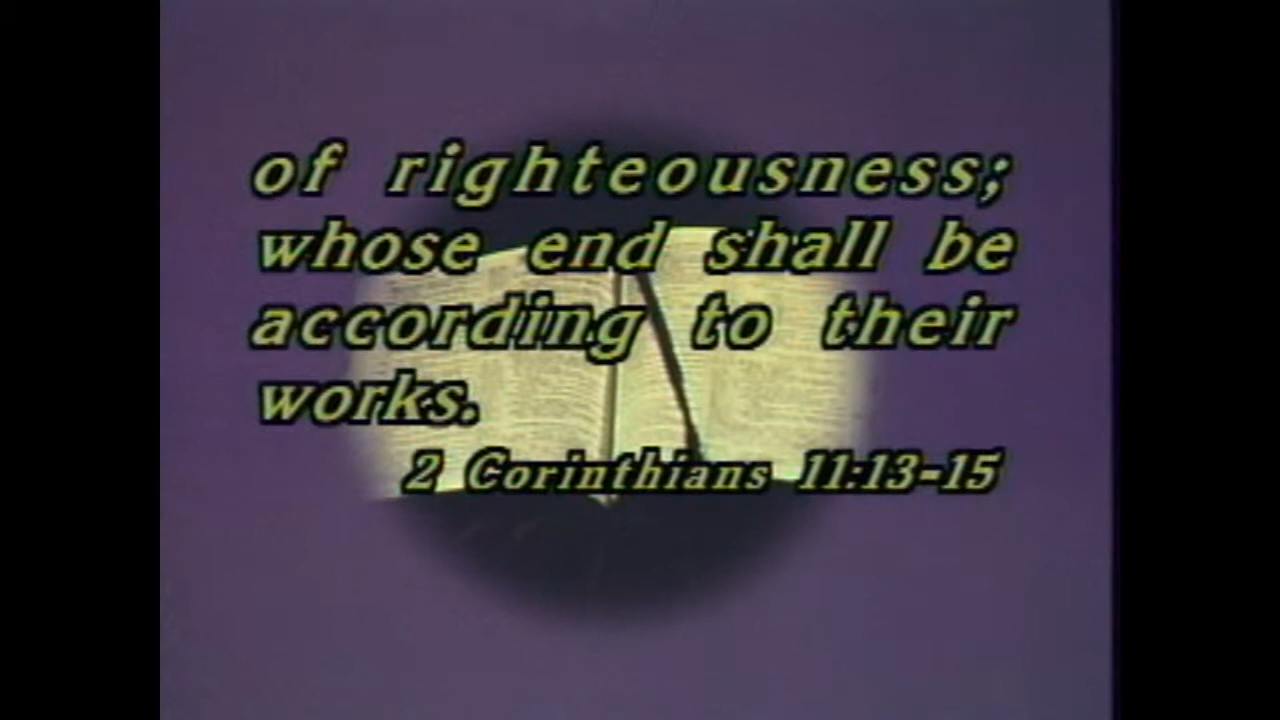 of righteousness;
whose end shall be
according to their
works.
2 Corinthians 11:13-15